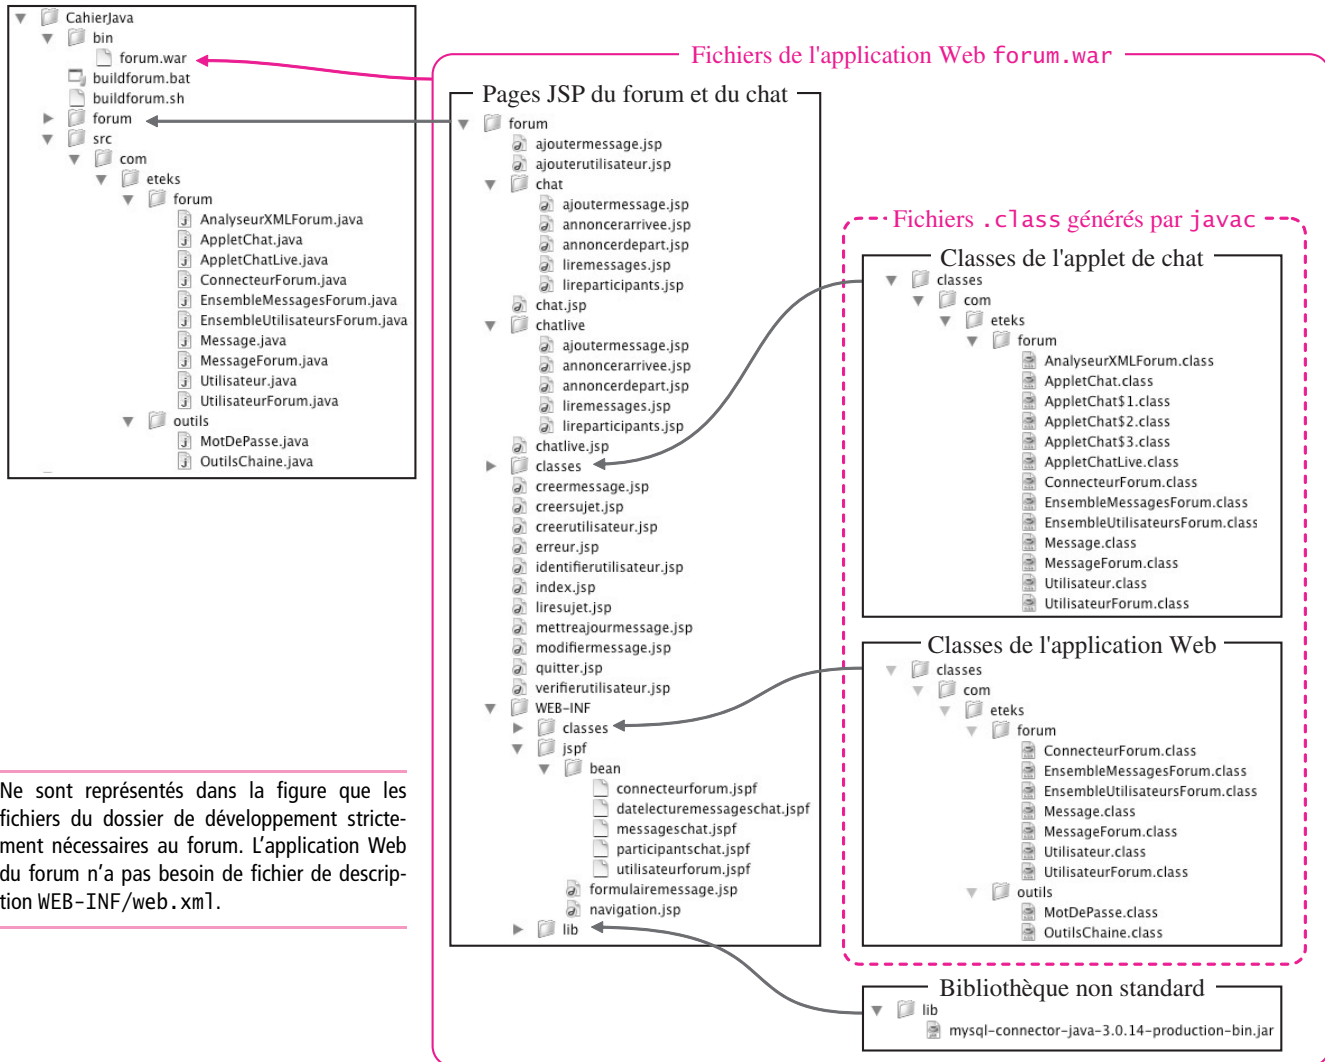 CahierJava
bin
forum.war
buildforum.bat
buildforum.sh
forum
src
com
eteks
forum
AnalyseurXMLForum.java
AppletChat.java
AppletChatLive.java
ConnecteurForum.java
EnsembleMessagesForum.java
EnsembleUtilisateursForum.java
Message.java
MessageForum.java
Utilisateur.java
UtilisateurForum.java
outils
MotDePasse.java
OutilsChaine.java
Ne sont représentés dans la figure que les
fichiers du dossier de développement stricte-
ment nécessaires au forum. L'application Web
du forum n'a pas besoin de fichier de descrip-
tion WEB-INF/web.xml.
Fichiers de l'application Web forum.war
Pages JSP du forum et du chat
forum
ajoutermessage.jsp
ajouterutilisateur.jsp
chat
ajoutermessage.jsp
annoncerarrivee.jsp
annoncerdepart.jsp
liremessages.jsp
lireparticipants.jsp
chat.jsp
chatlive
ajoutermessage.jsp
annoncerarrivee.jsp
annoncerdepart.jsp
liremessages.jsp
lireparticipants.jsp
chatlive.jsp
classes
creermessage.jsp
creersujet.jsp
creerutilisateur.jsp
erreur.jsp
identifierutilisateur.jsp
index.jsp
liresujet.jsp
mettreajourmessage.jsp
modifiermessage.jsp
quitter.jsp
verifierutilisateur.jsp
WEB-INF
classes
jspf
bean
connecteurforum.jspf
datelecturemessageschat.jspf
messageschat.jspf
participantschat.jspf
utilisateurforum.jspf
formulairemessage.jsp
navigation.jsp
lib
Fichiers .class générés par javac
Classes de l'applet de chat
classes
com
eteks
forum
AnalyseurXMLForum.class
AppletChat.class
AppletChat$1.class
AppletChat$2.class
AppletChat$3.class
AppletChatLive.class
ConnecteurForum.class
EnsembleMessagesForum.class
EnsembleUtilisateursForum.class
Message.class
MessageForum.class
Utilisateur.class
UtilisateurForum.class
Classes de l'application Web
classes
com
eteks
forum
ConnecteurForum.class
EnsembleMessagesForum.class
EnsembleUtilisateursForum.class
Message.class
MessageForum.class
Utilisateur.class
UtilisateurForum.class
outils
MotDePasse.class
OutilsChaine.class
Bibliothèque non standard
lib
mysql-connector-java-3.0.14-production-bin.jar